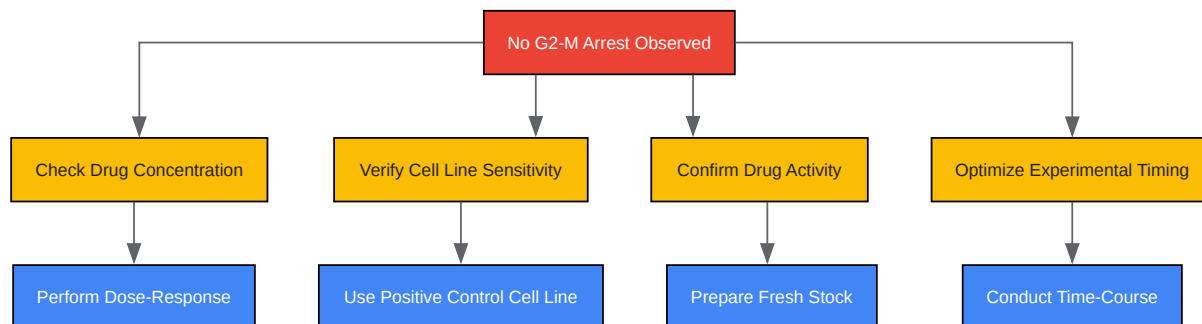 No G2-M Arrest Observed
Check Drug Concentration
Verify Cell Line Sensitivity
Confirm Drug Activity
Optimize Experimental Timing
Perform Dose-Response
Use Positive Control Cell Line
Prepare Fresh Stock
Conduct Time-Course